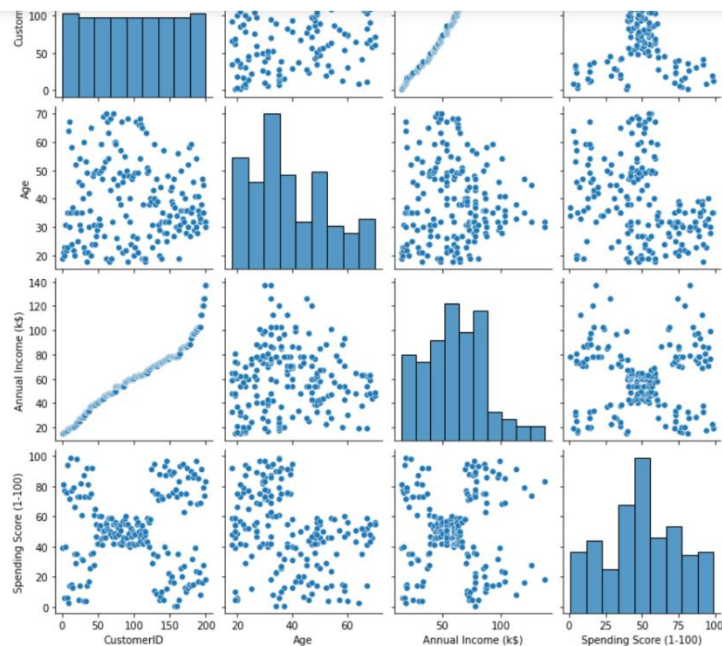 Custom
100
50
0
Age
70
60
50
40
30
20
Annual Income (k$)
140
120
100
80
60
40
20
Spending Score (1-100)
100
80
60
40
20
0
0 50 100 150 200
20 40 60
50 100
0 25 50 75 100
CustomerID Age Annual Income (k$) Spending Score (1-100)